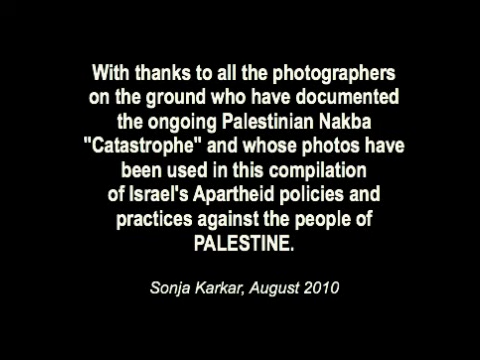 With thanks to all the photographers
on the ground who have documented
the ongoing Palestinian Nakba
"Catastrophe" and whose photos have
been used in this compilation
of Israel's Apartheid policies and
practices against the people of
PALESTINE.
Sonja Karkar, August 2010